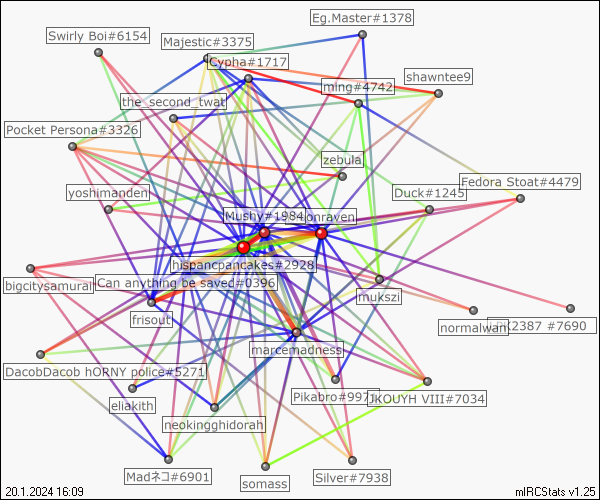 Eg.Master#1378
Swirly Boi#6154
Majestic#3375
Cypha#1717
shawntee9
ming#4742
the_second_twat
Pocket Persona#3326
zebula
Fedora Stoat#4479
yoshimanden
Duck#1245
Mushy#1984
onraven
hispancpancakes#2928
bigcitysamurai
Can anything be saved#0396
mukszi
frisout
normalwan
2387 #7690
marcemadness
DacobDacob hORNY police#5271
Pikabro#997
JKOUYH VIII#7034
eliakith
neokingghidorah
Madネコ#6901
somass
Silver#7938
20.1.2024 16:09
mIRCStats v1.25